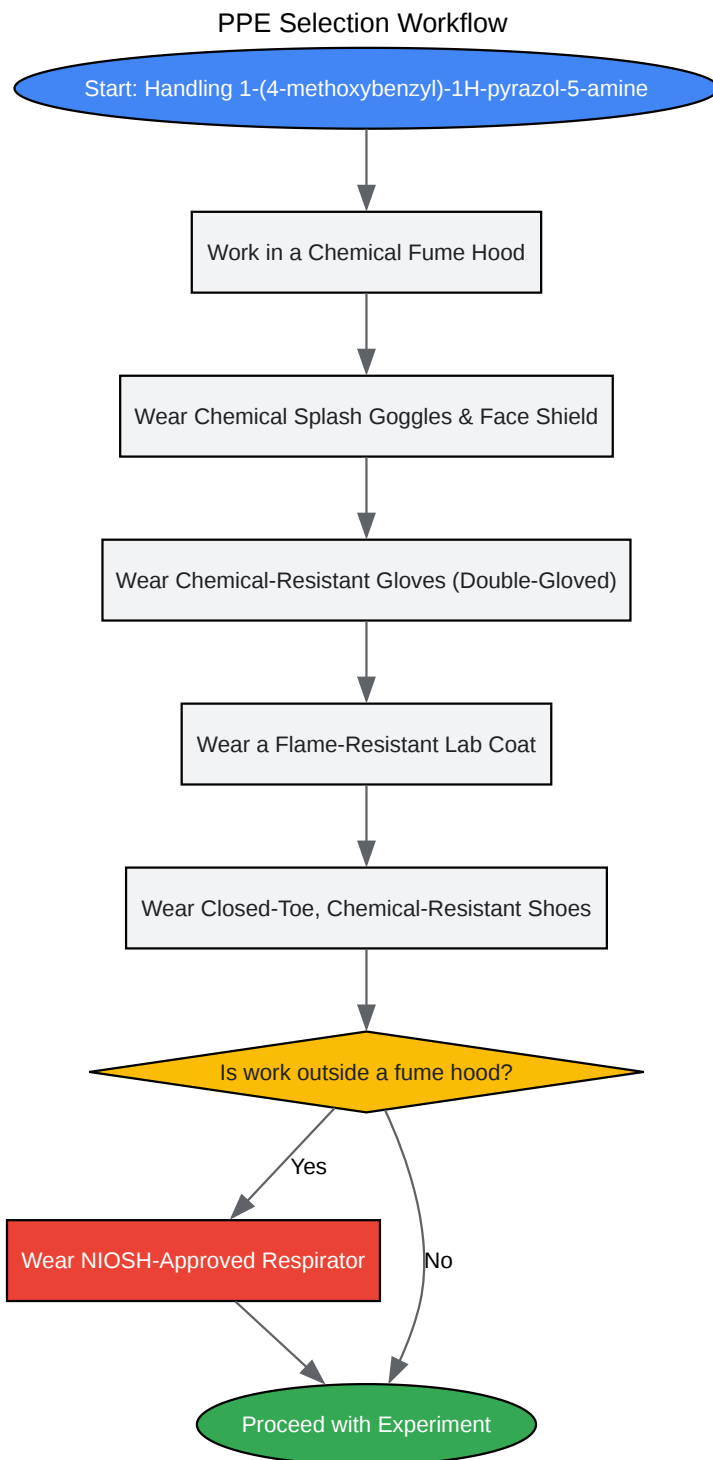 PPE Selection Workflow
Start: Handling 1-(4-methoxybenzyl)-1H-pyrazol-5-amine
Work in a Chemical Fume Hood
Wear Chemical Splash Goggles & Face Shield
Wear Chemical-Resistant Gloves (Double-Gloved)
Wear a Flame-Resistant Lab Coat
Wear Closed-Toe, Chemical-Resistant Shoes
Is work outside a fume hood?
Yes
Wear NIOSH-Approved Respirator
No
Proceed with Experiment